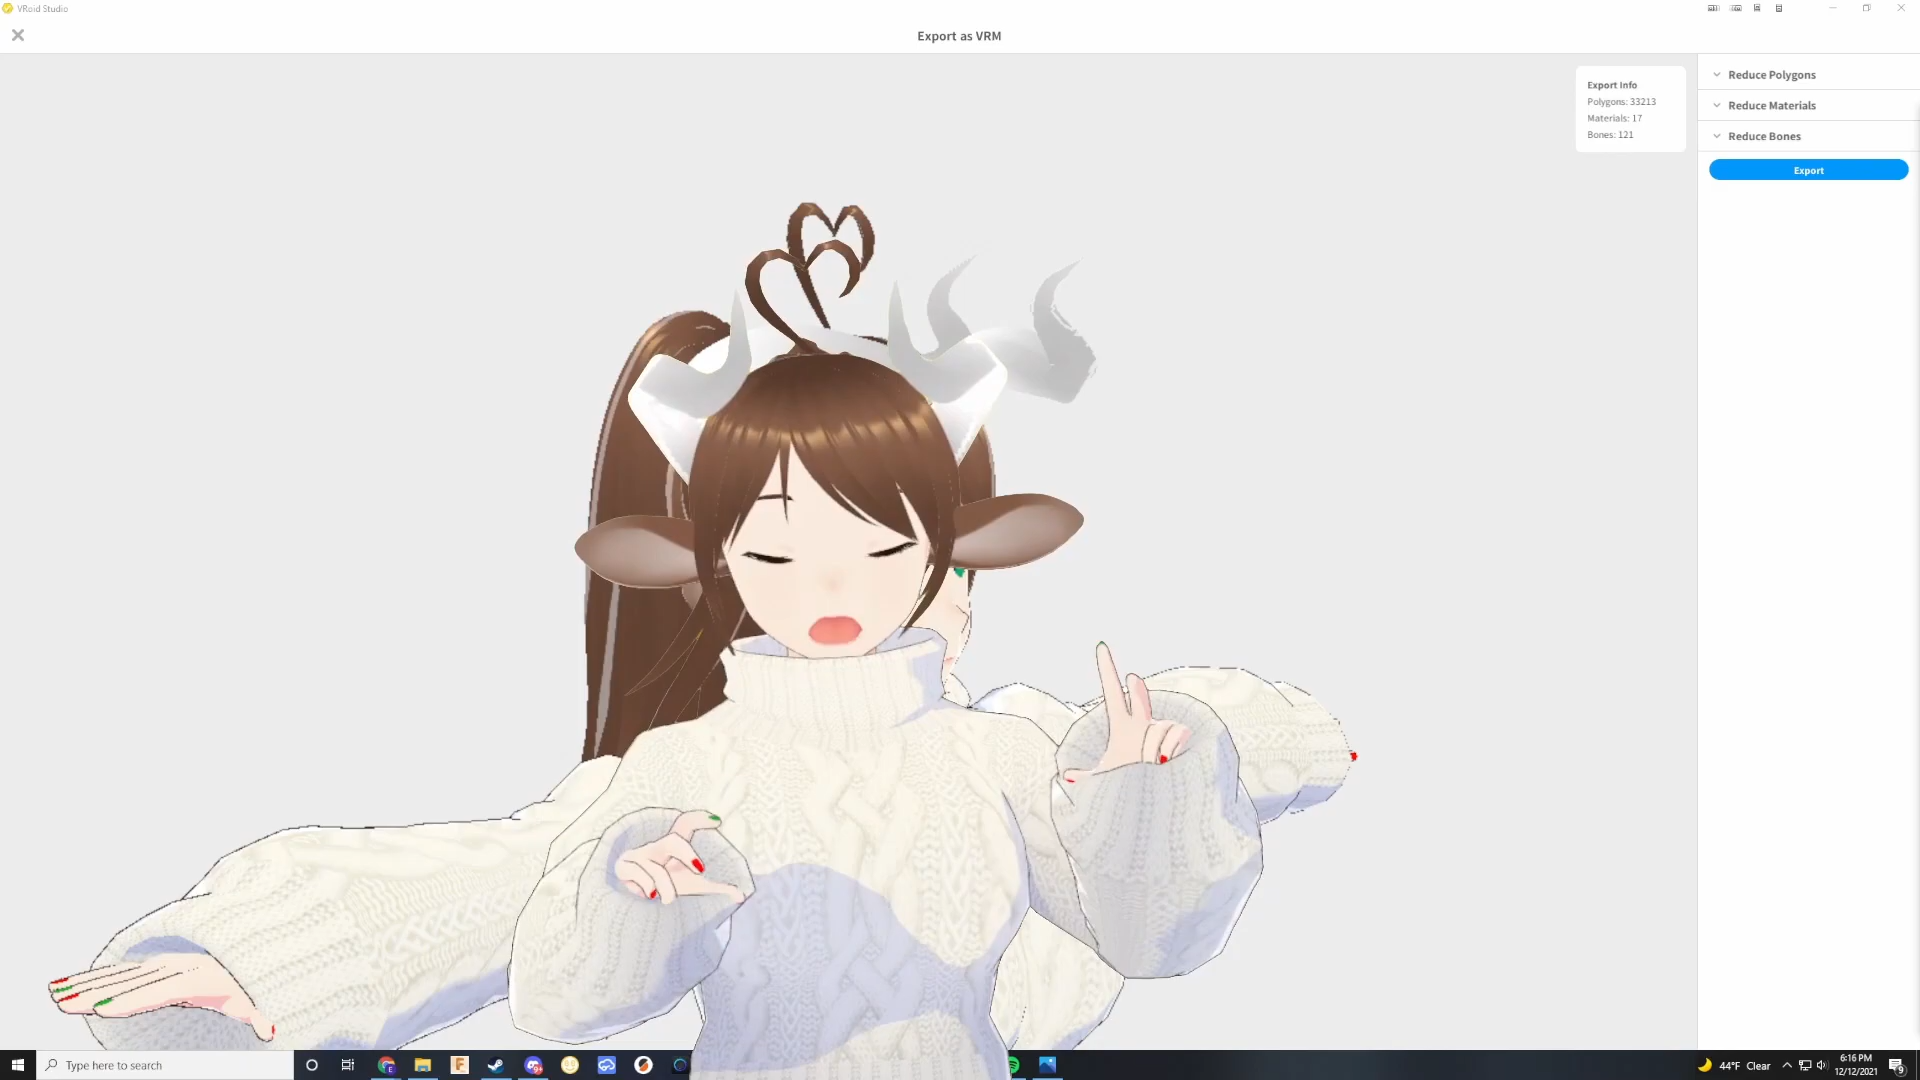 VRoid Studio
Export as VRM
Export Info
Polygons: 33213
Materials: 17
Bones: 121
Reduce Polygons
Reduce Materials
Reduce Bones
Export
Type here to search
44°F Clear
6:16 PM
12/12/2021